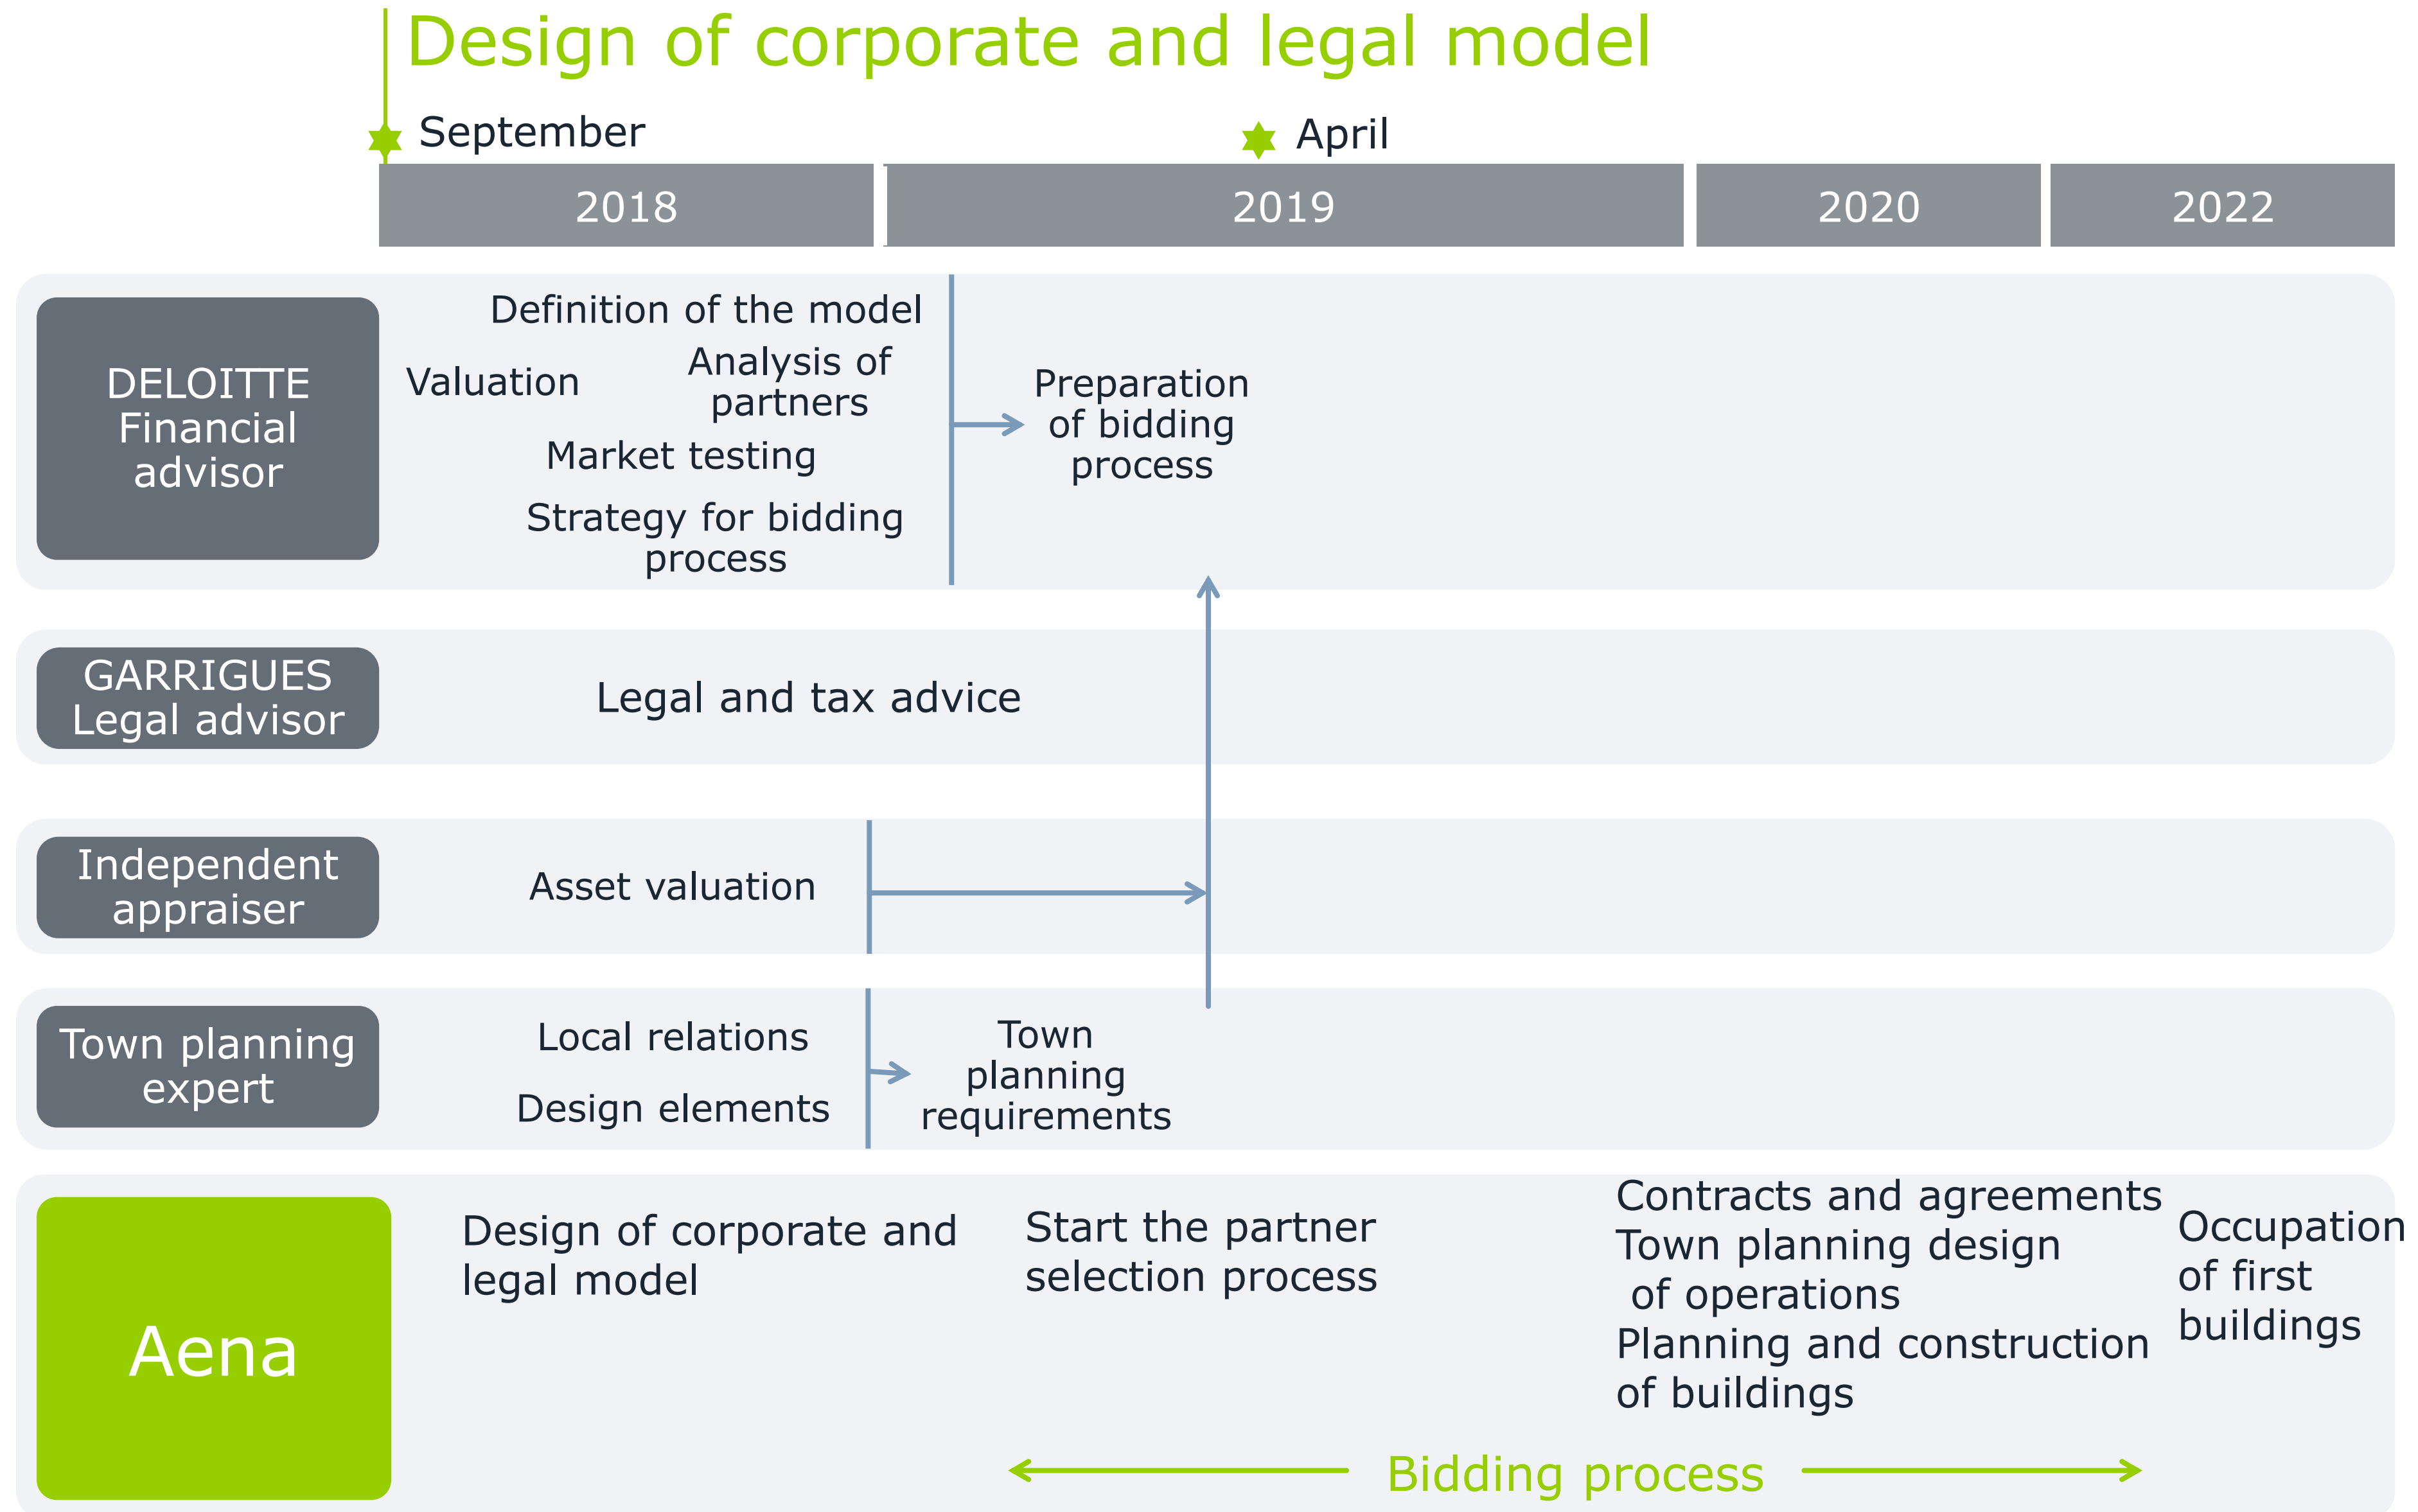 Design of corporate and legal model
September
April
2018
2019
2020
2022
DELOITTE
Financial
advisor
Definition of the model
Valuation
Analysis of
partners
Market testing
Strategy for bidding
process
Preparation
of bidding
process
GARRIGUES
Legal advisor
Legal and tax advice
Independent
appraiser
Asset valuation
Town planning
expert
Local relations
Design elements
Town
planning
requirements
Aena
Design of corporate and
legal model
Start the partner
selection process
Contracts and agreements
Town planning design
of operations
Planning and construction
of buildings
Occupation
of first
buildings
Bidding process